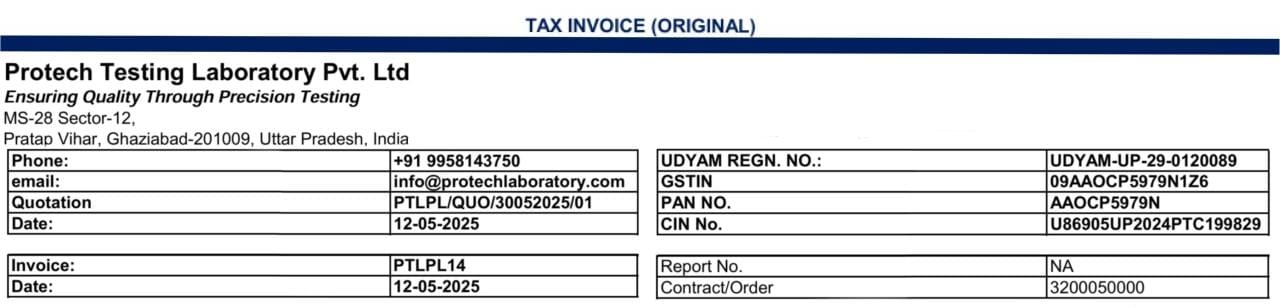 TAX INVOICE (ORIGINAL)
Protech Testing Laboratory Pvt. Ltd
Ensuring Quality Through Precision Testing
MS-28 Sector-12,
Pratap Vihar, Ghaziabad-201009, Uttar Pradesh, India
Phone: +91 9958143750
email: info@protechlaboratory.com
Quotation PTLPL/QUO/30052025/01
Date: 12-05-2025
UDYAM REGN. NO.: UDYAM-UP-29-0120089
GSTIN 09AAOCP5979N1Z6
PAN NO. AAOCP5979N
CIN No. U86905UP2024PTC199829
Invoice: PTLPL14
Date: 12-05-2025
Report No. NA
Contract/Order 3200050000